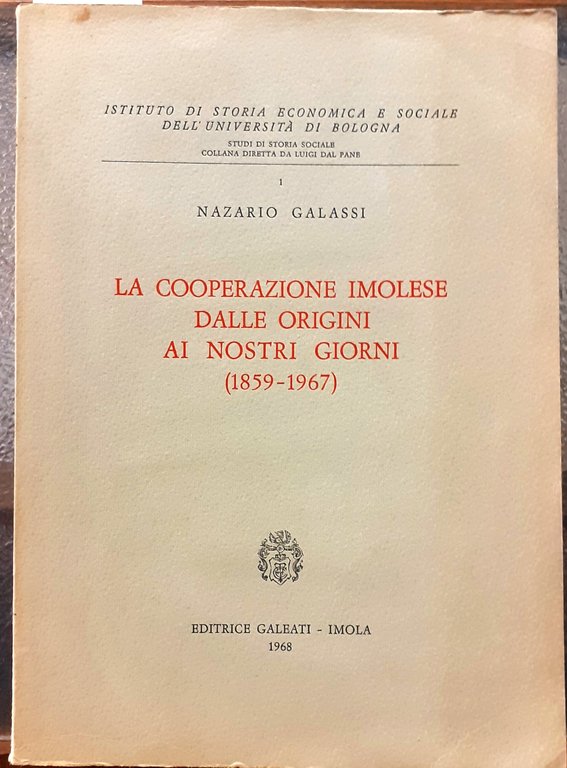 ISTITUTO DI STORIA ECONOMICA E SOCIALE
DELL'UNIVERSITÀ DI BOLOGNA
STUDI DI STORIA SOCIALE
COLLANA DIRETTA DA LUIGI DAL PANE
1
NAZARIO GALASSI
LA COOPERAZIONE IMOLESE
DALLE ORIGINI
AI NOSTRI GIORNI
(1859-1967)
EDITRICE GALEATI - IMOLA
1968